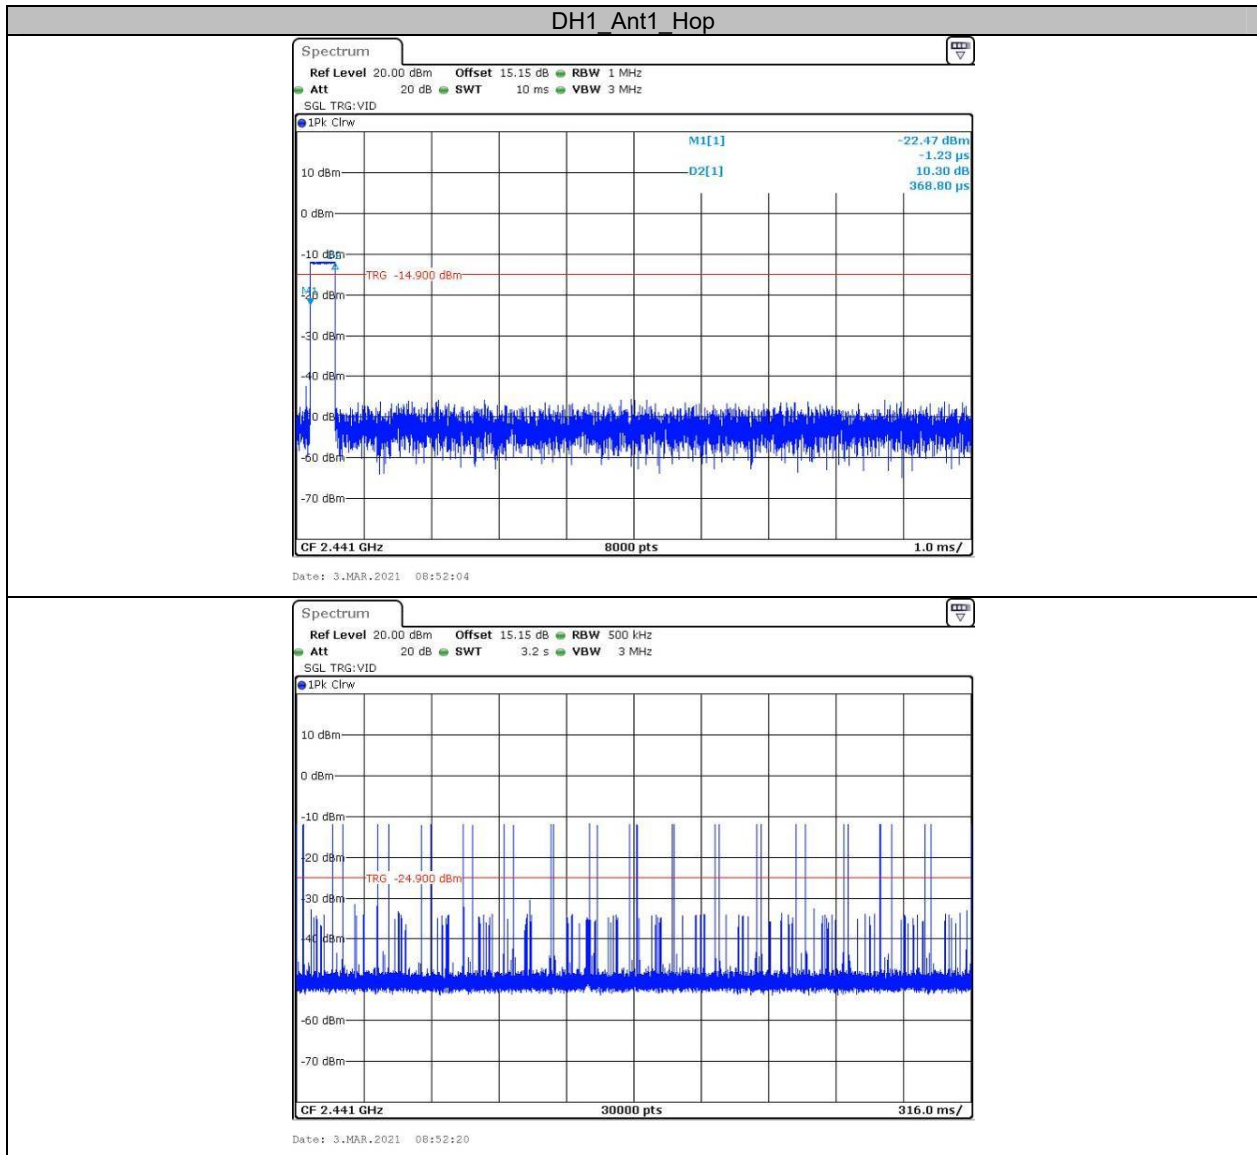 DH1_Ant1_Hop
Spectrum
Ref Level 20.00 dBm Offset 15.15 dB RBW 1 MHz
Att 20 dB SWT 10 ms VBW 3 MHz
SGL TRG:VID
1Pk Clrw
M1[1] -22.47 dBm
-1.23 µs
10 dBm D2[1] 10.30 dB
368.80 µs
0 dBm
-10 dBm
TRG -14.900 dBm
M1
-20 dBm
-30 dBm
-40 dBm
-60 dBm
-70 dBm
CF 2.441 GHz 8000 pts 1.0 ms/
Date: 3.MAR.2021 08:52:04
Spectrum
Ref Level 20.00 dBm Offset 15.15 dB RBW 500 kHz
Att 20 dB SWT 3.2 s VBW 3 MHz
SGL TRG:VID
1Pk Clrw
10 dBm
0 dBm
-10 dBm
-20 dBm
TRG -24.900 dBm
-30 dBm
-40 dBm
-60 dBm
-70 dBm
CF 2.441 GHz 30000 pts 316.0 ms/
Date: 3.MAR.2021 08:52:20